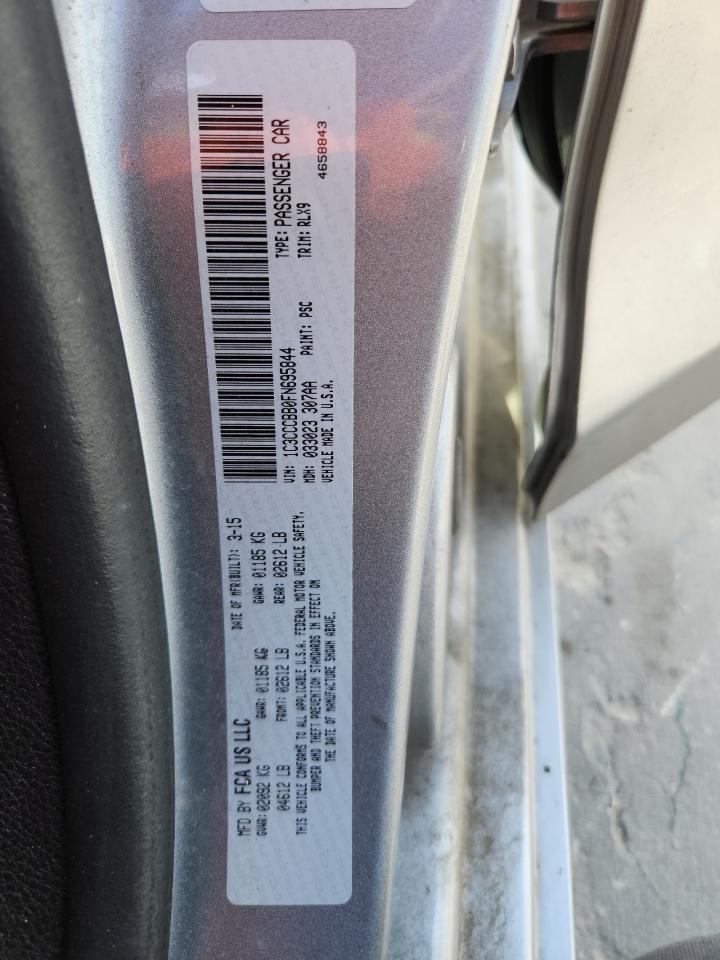 MFD BY FCA US LLC
DATE OF MFR(BUILT): 3-15
GVWR: 02092 KG
GAWR: 01185 KG
GAWR: 01185 KG
04612 LB
FRONT: 02612 LB
REAR: 02612 LB
THIS VEHICLE CONFORMS TO ALL APPLICABLE U.S.A. FEDERAL MOTOR VEHICLE SAFETY,
BUMPER AND THEFT PREVENTION STANDARDS IN EFFECT ON
THE DATE OF MANUFACTURE SHOWN ABOVE.
VIN: 1C3CCCBB0FN695844
TYPE: PASSENGER CAR
MDH: 033023 307AA
PAINT: PSC
TRIM: RLX9
VEHICLE MADE IN U.S.A.
4658843